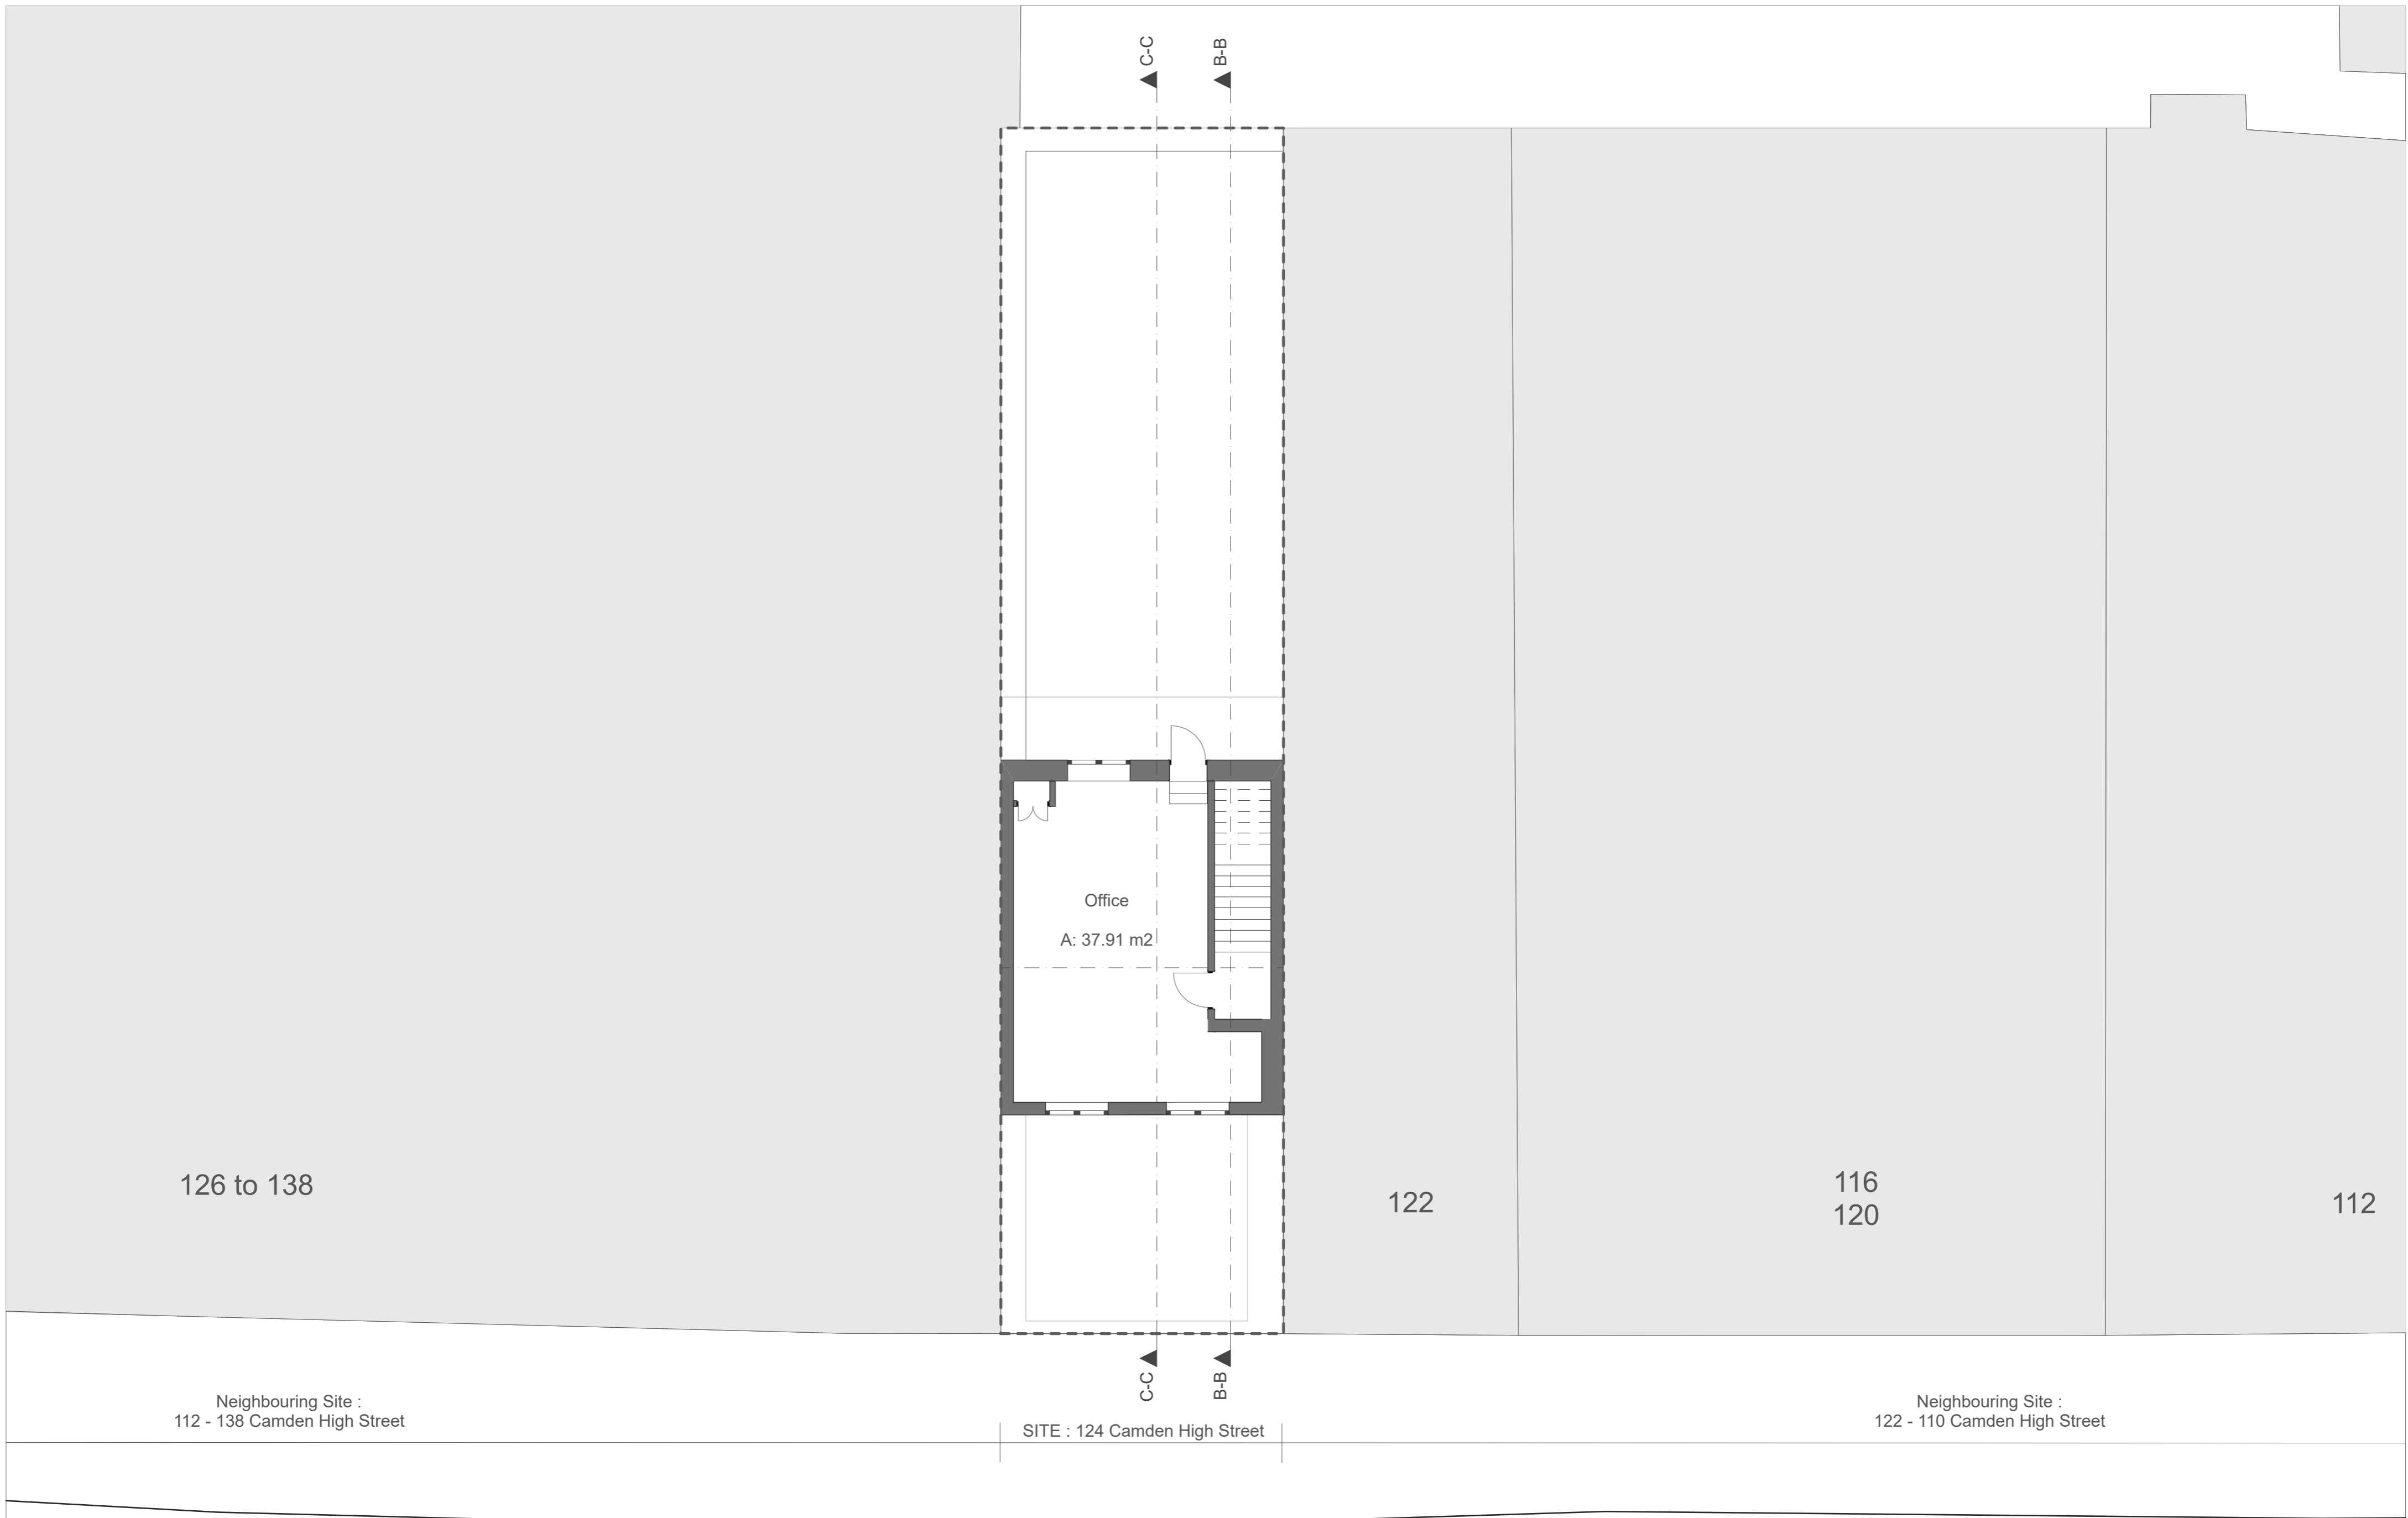 C-C
B-B
Office
A: 37.91 m2
126 to 138
122
116
120
112
C-C
B-B
Neighbouring Site :
112 - 138 Camden High Street
SITE : 124 Camden High Street
Neighbouring Site :
122 - 110 Camden High Street